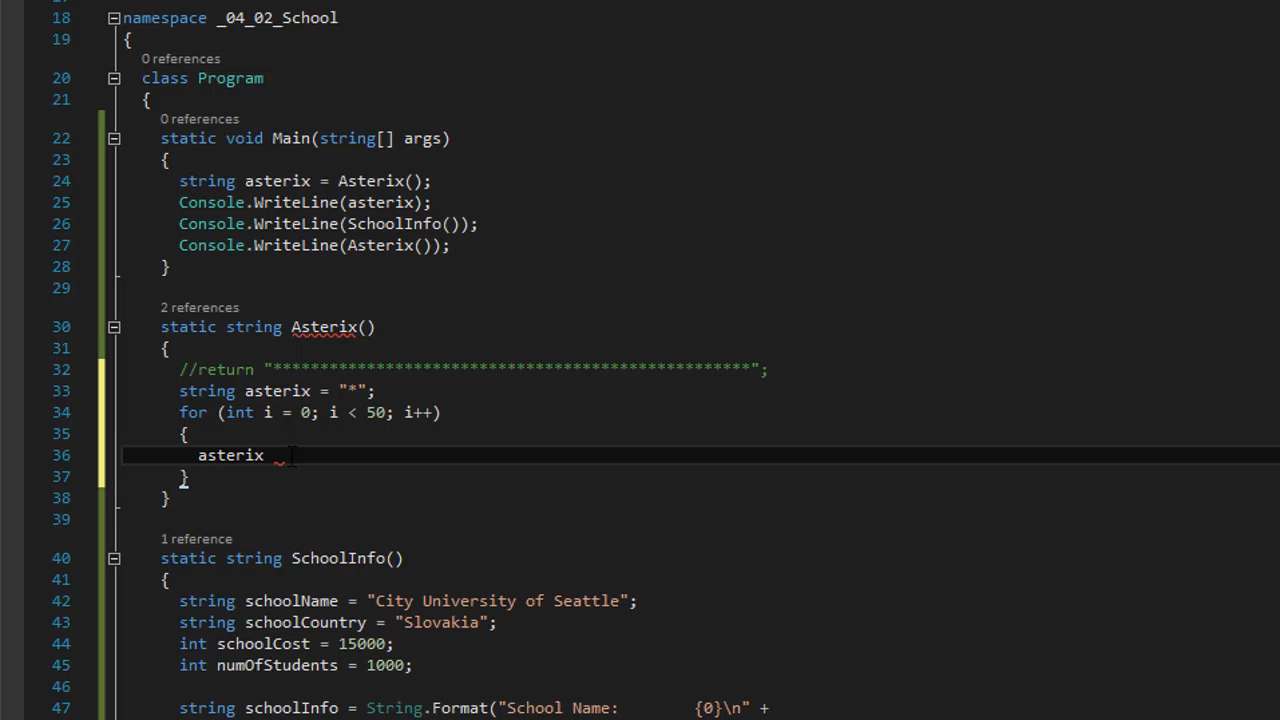 18 namespace _04_02_School
19 {
0 references
20 class Program
21 {
0 references
22 static void Main(string[] args)
23 {
24 string asterix = Asterix();
25 Console.WriteLine(asterix);
26 Console.WriteLine(SchoolInfo());
27 Console.WriteLine(Asterix());
28 }
29
2 references
30 static string Asterix()
31 {
32 //return "***************************************************";
33 string asterix = "*";
34 for (int i = 0; i < 50; i++)
35 {
36 asterix
37 }
38 }
39
1 reference
40 static string SchoolInfo()
41 {
42 string schoolName = "City University of Seattle";
43 string schoolCountry = "Slovakia";
44 int schoolCost = 15000;
45 int numOfStudents = 1000;
46
47 string schoolInfo = String.Format("School Name: {0}\n" +